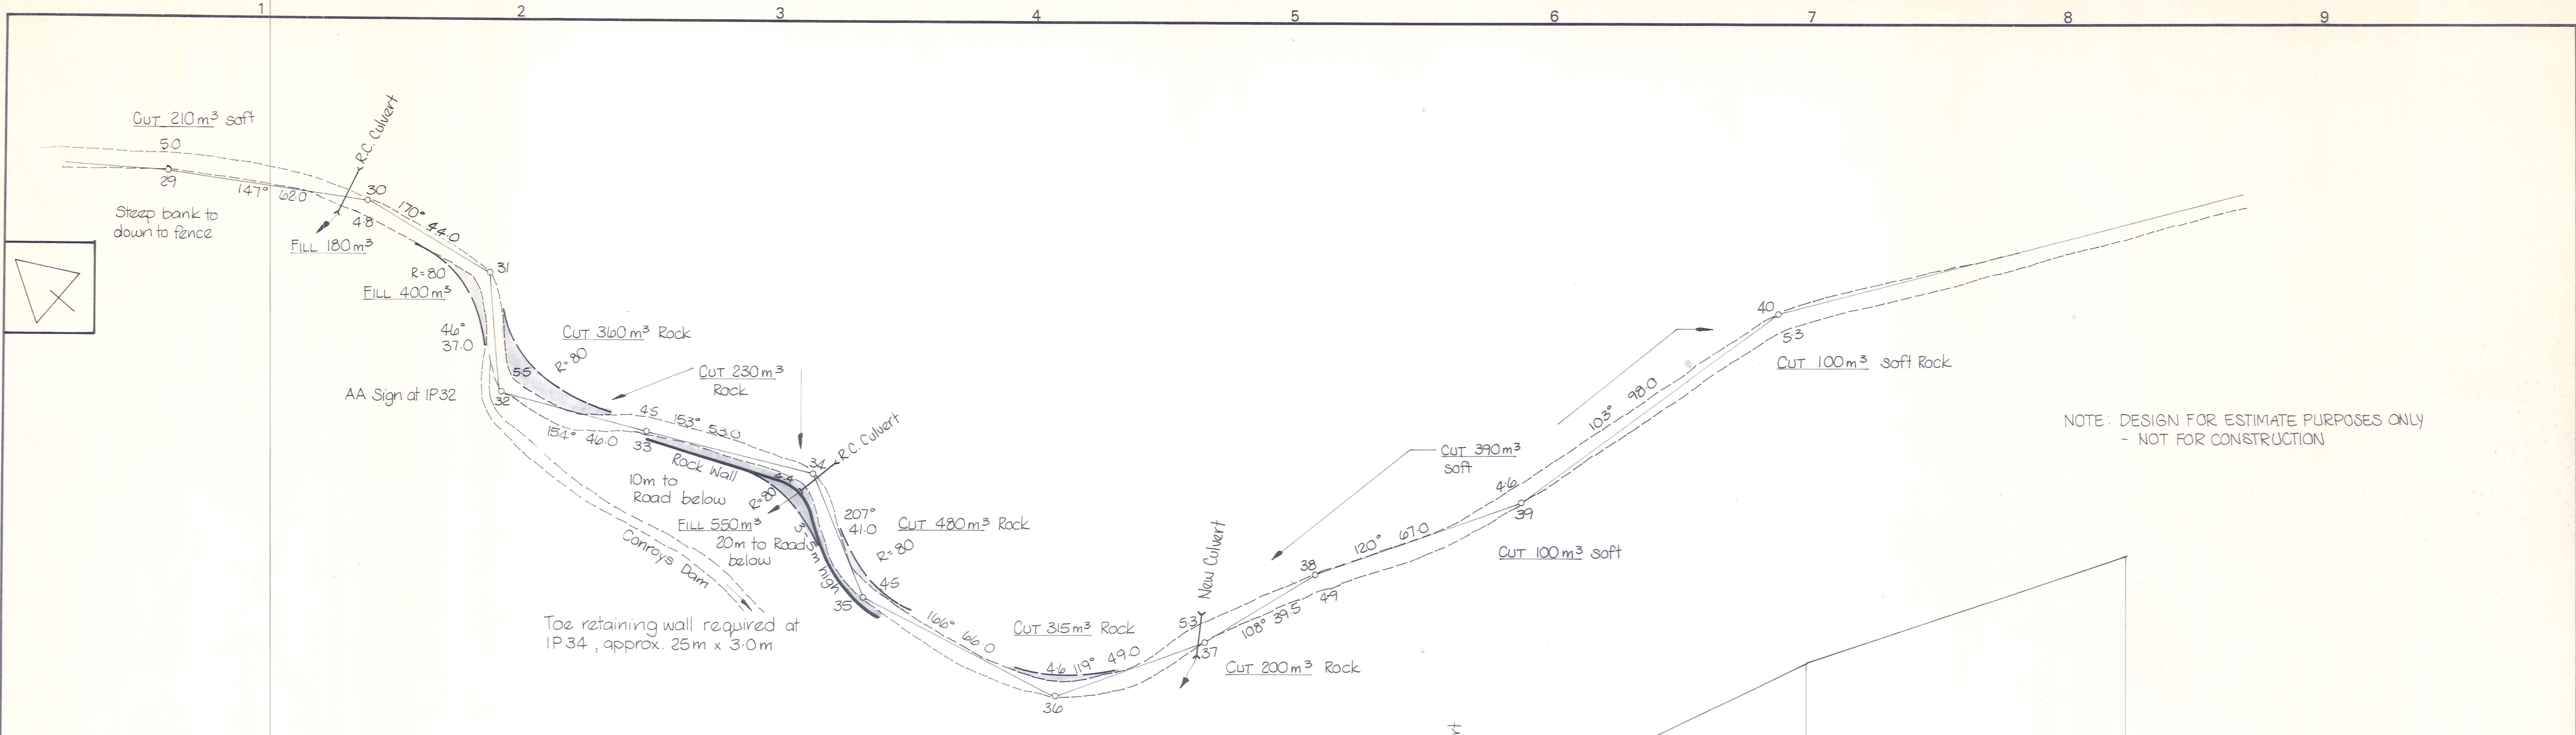 1 2 3 4 5 6 7 8 9
CUT 210m³ soft
5.0
29
147° 62.0
Steep bank to
down to fence
R.C. Culvert
30
4.8
FILL 180m³
170° 44.0
31
R=80
FILL 400m³
46°
37.0
CUT 360m³ Rock
R=80
5.5
AA Sign at IP32
32
CUT 230m³
Rock
154° 46.0
33
4.5 153° 53.0
34
R.C. Culvert
Rock Wall
4.4
10m to
Road below
R=80
FILL 550m³
20m to Road
below
m high
Conroys Dam
207°
41.0
CUT 480m³ Rock
R=80
4.5
35
Toe retaining wall required at
IP34, approx. 25m x 3.0m
166° 66.0
CUT 315m³ Rock
4.6 119° 49.0
36
New Culvert
5.3
37
CUT 200m³ Rock
108° 39.5
4.9
38
CUT 390m³
soft
120° 67.0
4.6
39
CUT 100m³ soft
103° 98.0
40
5.3
CUT 100m³ soft Rock
NOTE: DESIGN FOR ESTIMATE PURPOSES ONLY
- NOT FOR CONSTRUCTION